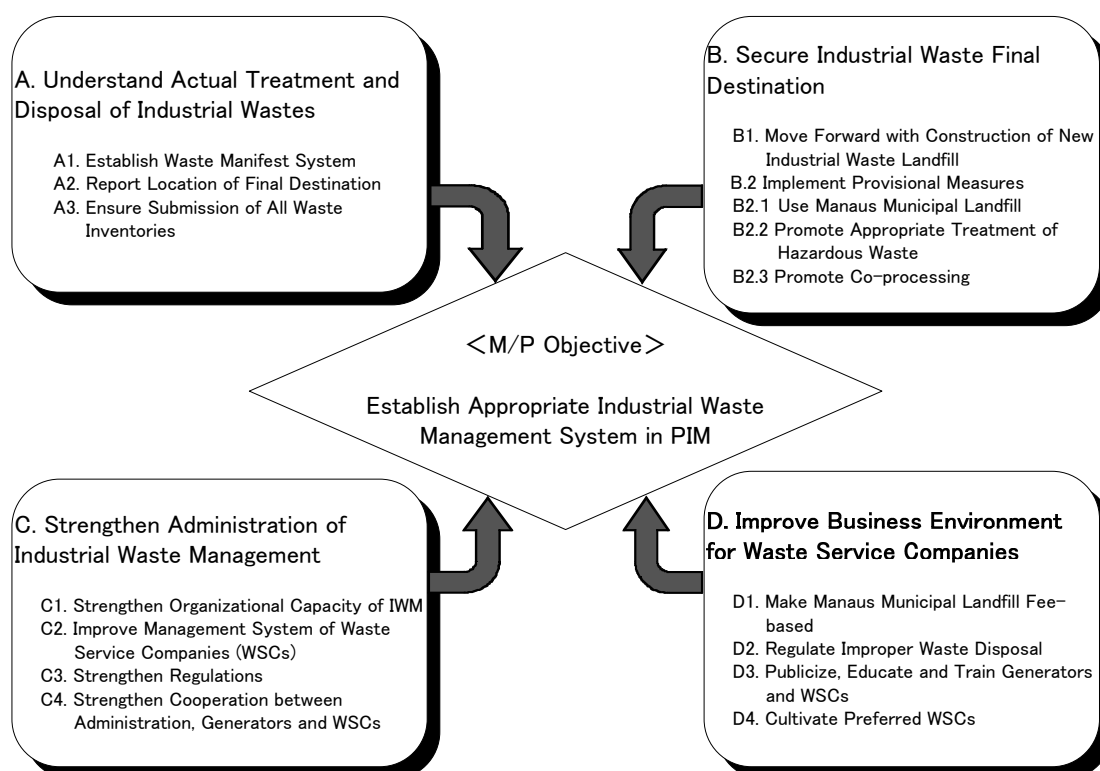 A. Understand Actual Treatment and
Disposal of Industrial Wastes
A1. Establish Waste Manifest System
A2. Report Location of Final Destination
A3. Ensure Submission of All Waste
Inventories
B. Secure Industrial Waste Final
Destination
B1. Move Forward with Construction of New
Industrial Waste Landfill
B.2 Implement Provisional Measures
B2.1 Use Manaus Municipal Landfill
B2.2 Promote Appropriate Treatment of
Hazardous Waste
B2.3 Promote Co-processing
<M/P Objective>
Establish Appropriate Industrial Waste
Management System in PIM
C. Strengthen Administration of
Industrial Waste Management
C1. Strengthen Organizational Capacity of IWM
C2. Improve Management System of Waste
Service Companies (WSCs)
C3. Strengthen Regulations
C4. Strengthen Cooperation between
Administration, Generators and WSCs
D. Improve Business Environment
for Waste Service Companies
D1. Make Manaus Municipal Landfill Fee-
based
D2. Regulate Improper Waste Disposal
D3. Publicize, Educate and Train Generators
and WSCs
D4. Cultivate Preferred WSCs